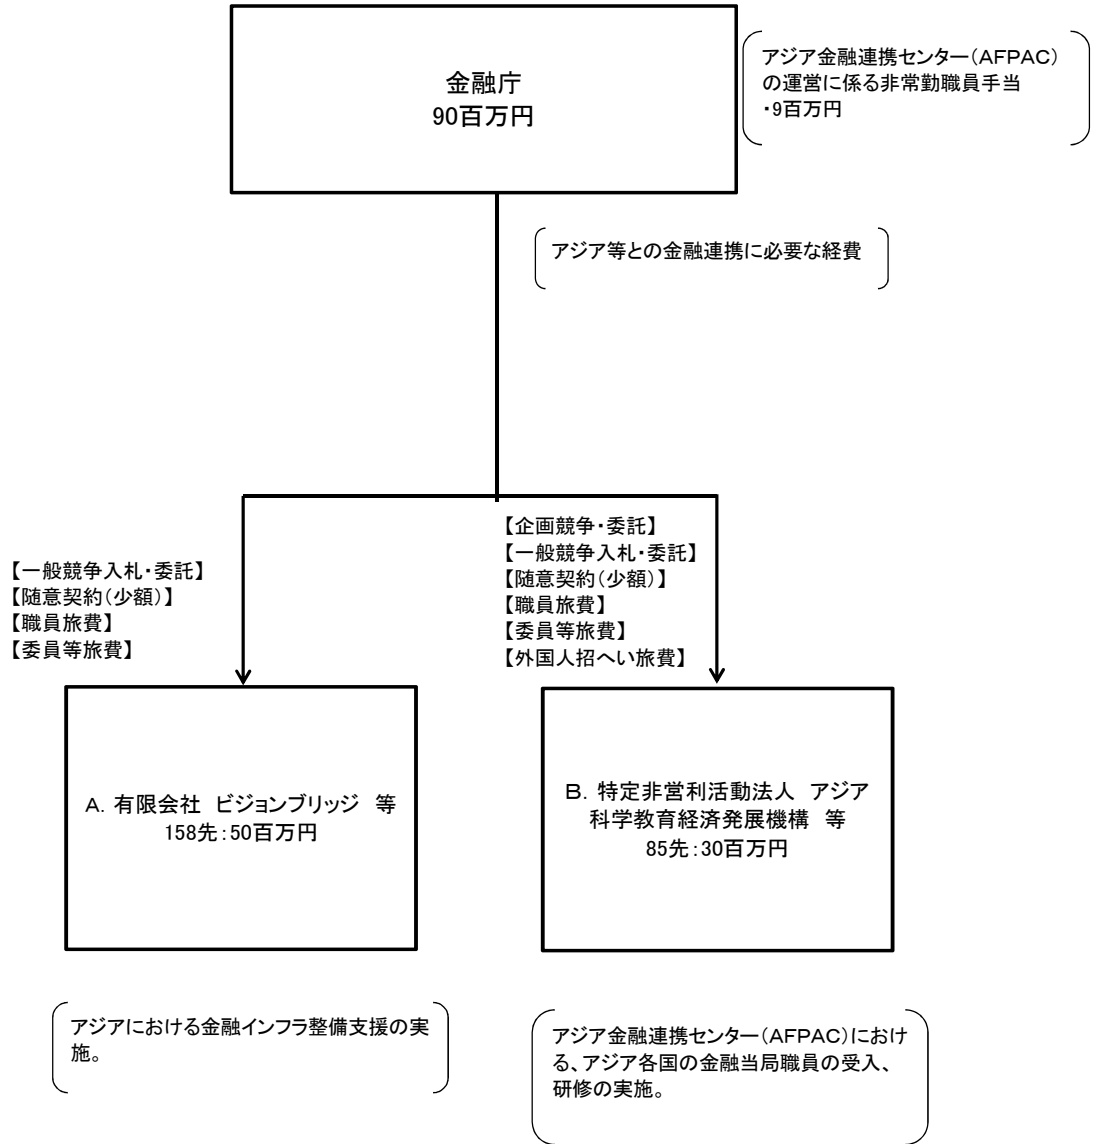 金融庁
90百万円
アジア金融連携センター（AFPAC）
の運営に係る非常勤職員手当
・9百万円
アジア等との金融連携に必要な経費
【一般競争入札・委託】
【随意契約（少額）】
【職員旅費】
【委員等旅費】
【企画競争・委託】
【一般競争入札・委託】
【随意契約（少額）】
【職員旅費】
【委員等旅費】
【外国人招へい旅費】
A．有限会社　ビジョンブリッジ　等
158先：50百万円
B．特定非営利活動法人　アジア
科学教育経済発展機構　等
85先：30百万円
アジアにおける金融インフラ整備支援の実
施。
アジア金融連携センター（AFPAC）におけ
る、アジア各国の金融当局職員の受入、
研修の実施。